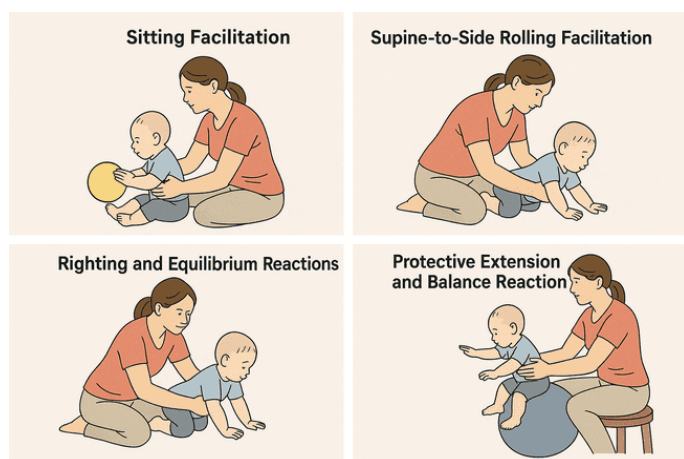 Sitting Facilitation
Supine-to-Side Rolling Facilitation
Righting and Equilibrium Reactions
Protective Extension
and Balance Reaction